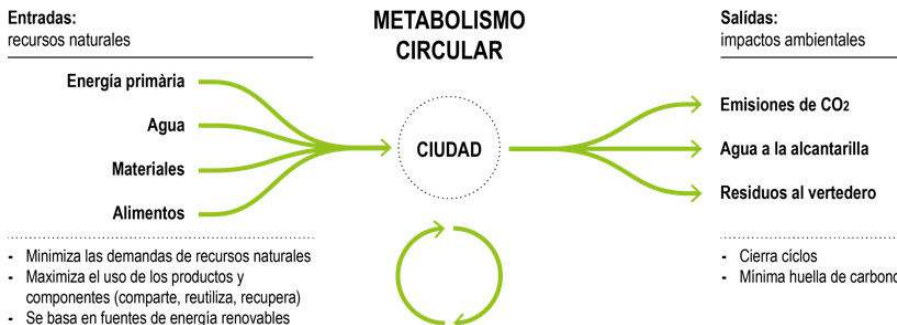 Entradas:
recursos naturales
METABOLISMO
CIRCULAR
Salídas:
impactos ambientales
Energía primària
Agua
Materiales
Alimentos
CIUDAD
Emisiones de CO2
Agua a la alcantarilla
Residuos al vertedero
- Minimiza las demandas de recursos naturales
- Maximiza el uso de los productos y
componentes (comparte, reutiliza, recupera)
- Se basa en fuentes de energía renovables
- Cierra cíclos
- Mínima huella de carbono